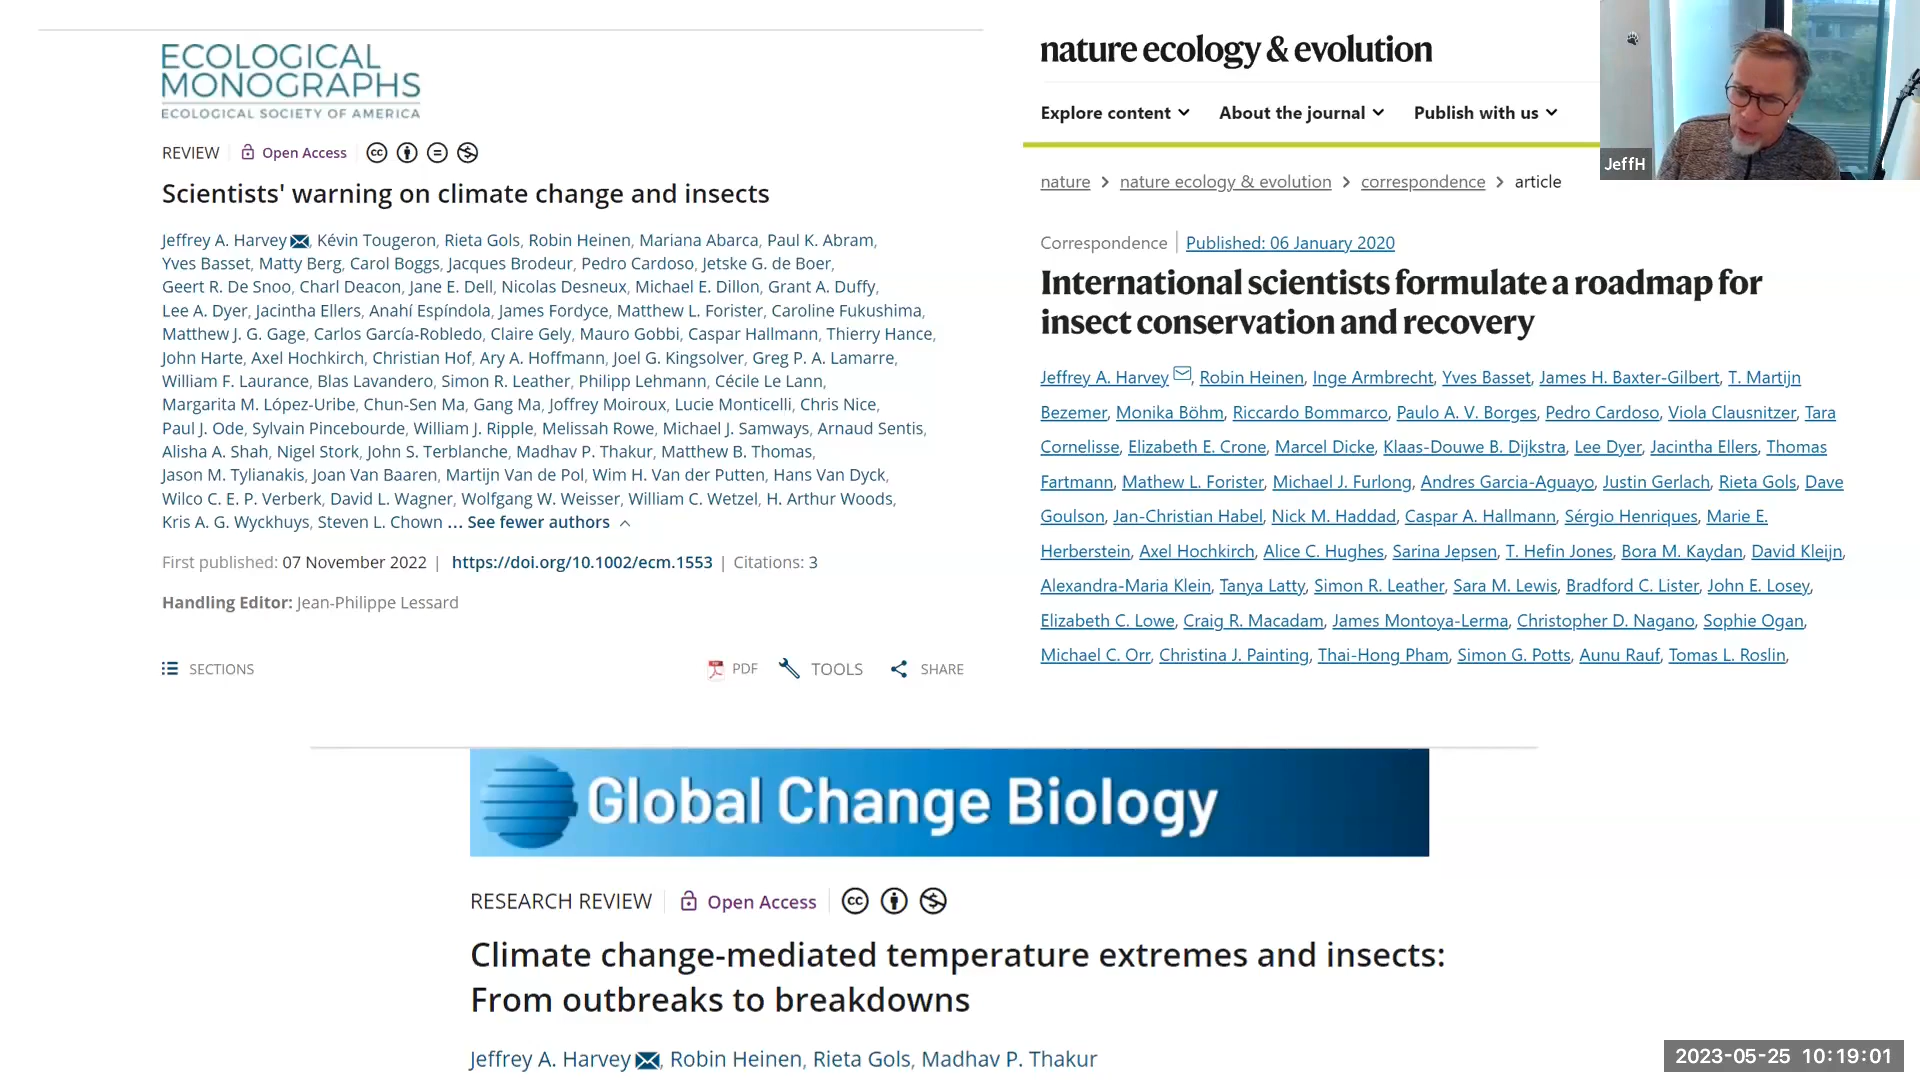 ECOLOGICAL
MONOGRAPHS
ECOLOGICAL SOCIETY OF AMERICA
REVIEW Open Access
Scientists' warning on climate change and insects
Jeffrey A. Harvey, Kévin Tougeron, Rieta Gols, Robin Heinen, Mariana Abarca, Paul K. Abram,
Yves Basset, Matty Berg, Carol Boggs, Jacques Brodeur, Pedro Cardoso, Jetske G. de Boer,
Geert R. De Snoo, Charl Deacon, Jane E. Dell, Nicolas Desneux, Michael E. Dillon, Grant A. Duffy,
Lee A. Dyer, Jacintha Ellers, Anahí Espíndola, James Fordyce, Matthew L. Forister, Caroline Fukushima,
Matthew J. G. Gage, Carlos García-Robledo, Claire Gely, Mauro Gobbi, Caspar Hallmann, Thierry Hance,
John Harte, Axel Hochkirch, Christian Hof, Ary A. Hoffmann, Joel G. Kingsolver, Greg P. A. Lamarre,
William F. Laurance, Blas Lavandero, Simon R. Leather, Philipp Lehmann, Cécile Le Lann,
Margarita M. López-Uribe, Chun-Sen Ma, Gang Ma, Joffrey Moiroux, Lucie Monticelli, Chris Nice,
Paul J. Ode, Sylvain Pincebourde, William J. Ripple, Melissah Rowe, Michael J. Samways, Arnaud Sentis,
Alisha A. Shah, Nigel Stork, John S. Terblanche, Madhav P. Thakur, Matthew B. Thomas,
Jason M. Tylianakis, Joan Van Baaren, Martijn Van de Pol, Wim H. Van der Putten, Hans Van Dyck,
Wilco C. E. P. Verberk, David L. Wagner, Wolfgang W. Weisser, William C. Wetzel, H. Arthur Woods,
Kris A. G. Wyckhuys, Steven L. Chown ... See fewer authors
First published: 07 November 2022 | https://doi.org/10.1002/ecm.1553 | Citations: 3
Handling Editor: Jean-Philippe Lessard
SECTIONS PDF TOOLS SHARE
nature ecology & evolution
Explore content About the journal Publish with us
JeffH
nature > nature ecology & evolution > correspondence > article
Correspondence | Published: 06 January 2020
International scientists formulate a roadmap for
insect conservation and recovery
Jeffrey A. Harvey, Robin Heinen, Inge Armbrecht, Yves Basset, James H. Baxter-Gilbert, T. Martijn
Bezemer, Monika Böhm, Riccardo Bommarco, Paulo A. V. Borges, Pedro Cardoso, Viola Clausnitzer, Tara
Cornelisse, Elizabeth E. Crone, Marcel Dicke, Klaas-Douwe B. Dijkstra, Lee Dyer, Jacintha Ellers, Thomas
Fartmann, Mathew L. Forister, Michael J. Furlong, Andres Garcia-Aguayo, Justin Gerlach, Rieta Gols, Dave
Goulson, Jan-Christian Habel, Nick M. Haddad, Caspar A. Hallmann, Sérgio Henriques, Marie E.
Herberstein, Axel Hochkirch, Alice C. Hughes, Sarina Jepsen, T. Hefin Jones, Bora M. Kaydan, David Kleijn,
Alexandra-Maria Klein, Tanya Latty, Simon R. Leather, Sara M. Lewis, Bradford C. Lister, John E. Losey,
Elizabeth C. Lowe, Craig R. Macadam, James Montoya-Lerma, Christopher D. Nagano, Sophie Ogan,
Michael C. Orr, Christina J. Painting, Thai-Hong Pham, Simon G. Potts, Aunu Rauf, Tomas L. Roslin,
Global Change Biology
RESEARCH REVIEW Open Access
Climate change-mediated temperature extremes and insects:
From outbreaks to breakdowns
Jeffrey A. Harvey, Robin Heinen, Rieta Gols, Madhav P. Thakur
2023-05-25 10:19:01